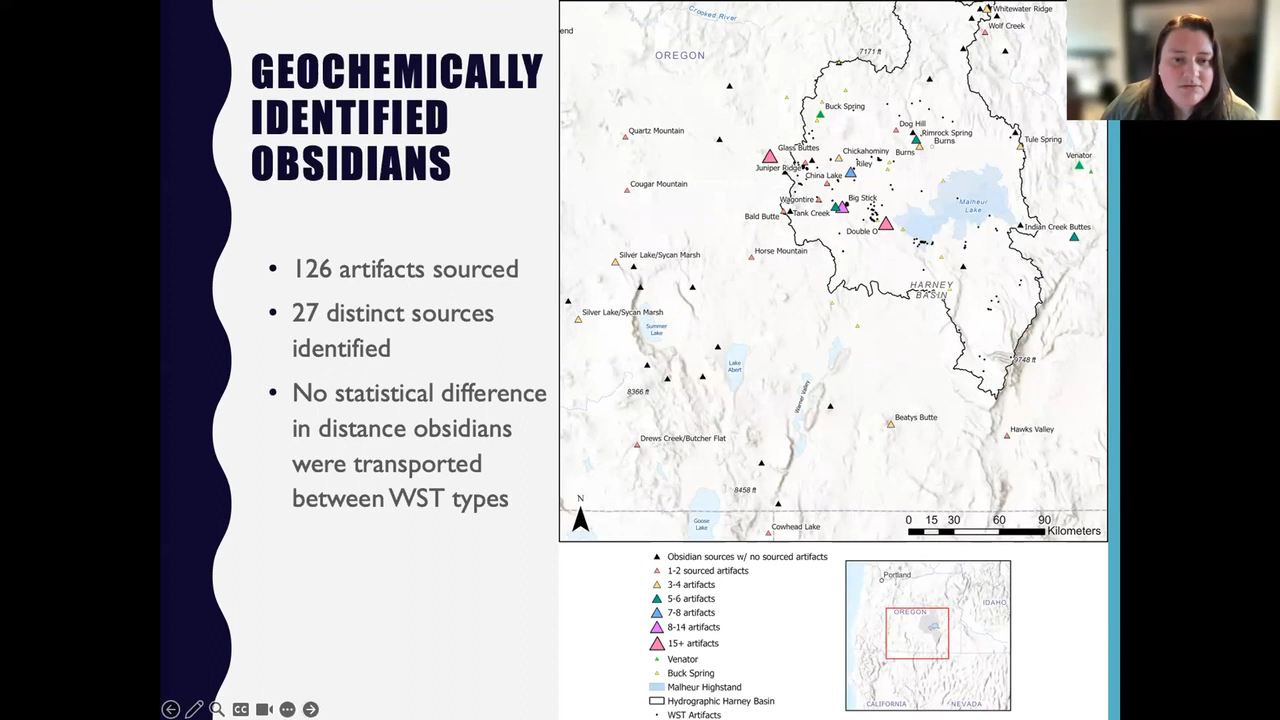 GEOCHEMICALLY
IDENTIFIED
OBSIDIANS
• 126 artifacts sourced
• 27 distinct sources
identified
• No statistical difference
in distance obsidians
were transported
between WST types
Crooked River
end
OREGON
7171 ft
Whitewater Ridge
Wolf Creek
Buck Spring
Quartz Mountain
Dog Hill
Rimrock Spring
Burns
Burns
Tule Spring
Glass Buttes
Chickahominy
Riley
Venator
Juniper Ridge
China Lake
Cougar Mountain
Wagontire
Big Stick
Malheur
Lake
Bald Butte
Tank Creek
Double O
Indian Creek Buttes
Silver Lake/Sycan Marsh
Horse Mountain
HARNEY
BASIN
Silver Lake/Sycan Marsh
Summer
Lake
Lake
Abert
9748 ft
8366 ft
Warner Valley
Beatys Butte
Hawks Valley
Drews Creek/Butcher Flat
8458 ft
N
Goose
Lake
Cowhead Lake
0 15 30 60 90
Kilometers
Obsidian sources w/ no sourced artifacts
1-2 sourced artifacts
3-4 artifacts
5-6 artifacts
7-8 artifacts
8-14 artifacts
15+ artifacts
Venator
Buck Spring
Malheur Highstand
Hydrographic Harney Basin
WST Artifacts
Portland
OREGON
IDAHO
CALIFORNIA
NEVADA
CC